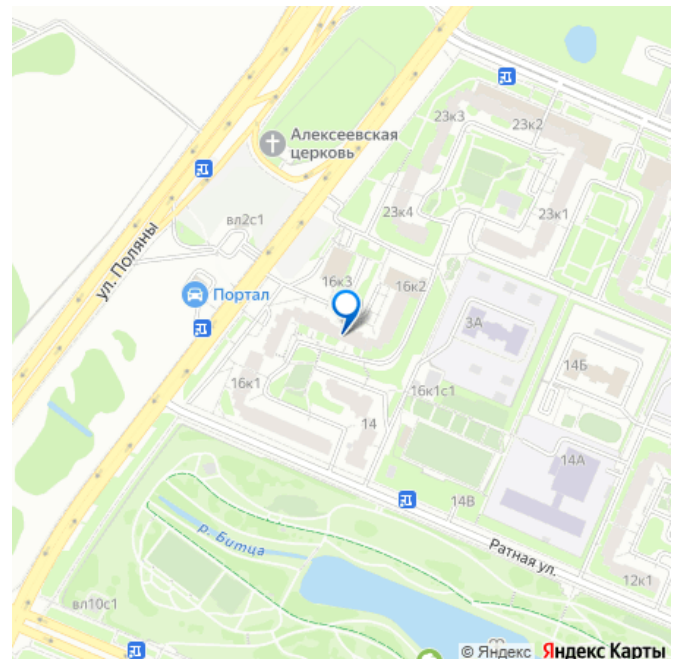 23к3
23к2
Алексеевская
церковь
23к4
23к1
вл2с1
ул. Поляны
16к3
16к2
Портал
3А
14Б
16к1
16к1с1
14
14А
14В
р. Битца
Ратная ул.
12к1
вл10с1
© Яндекс Яндекс Карты